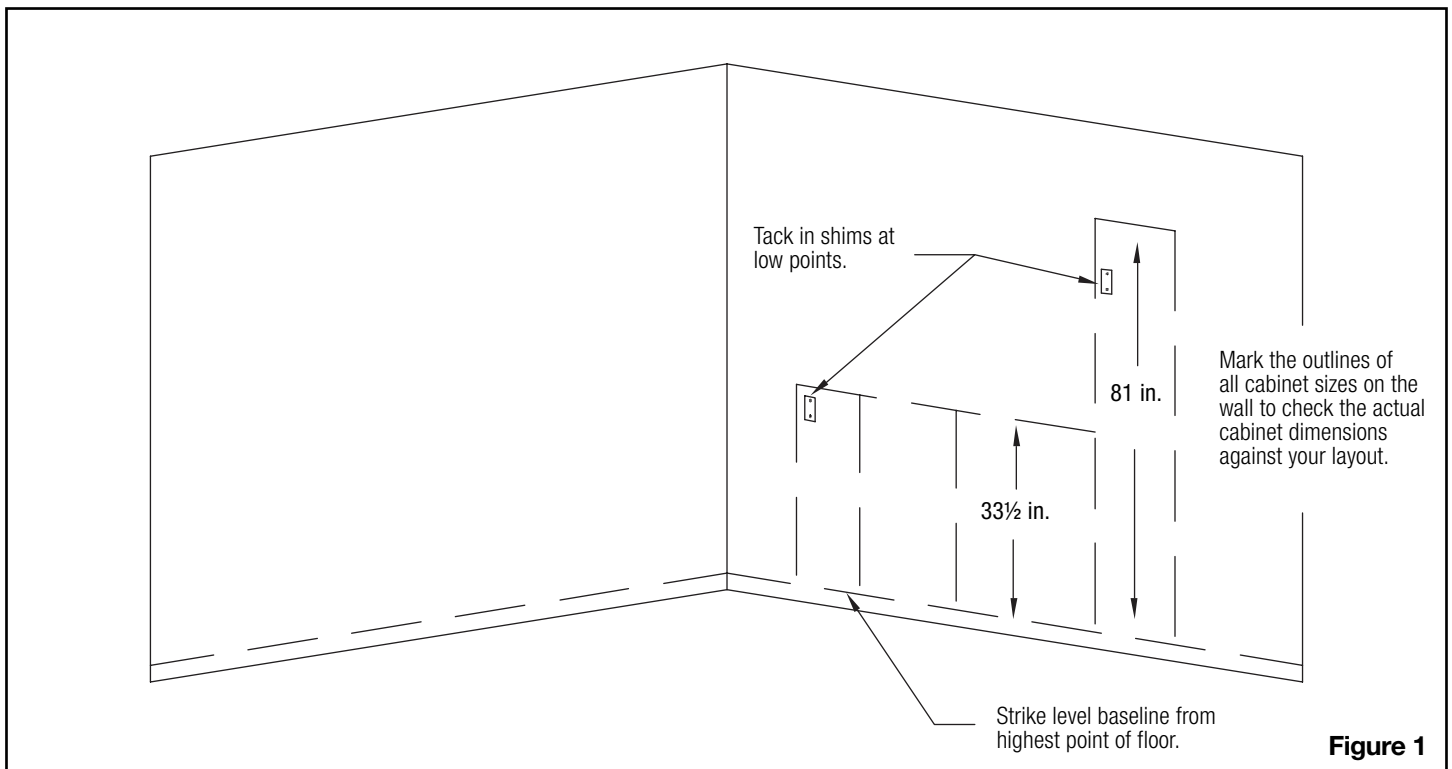 Tack in shims at
low points.
81 in.
Mark the outlines of
all cabinet sizes on the
wall to check the actual
cabinet dimensions
against your layout.
33½ in.
Strike level baseline from
highest point of floor.
Figure 1